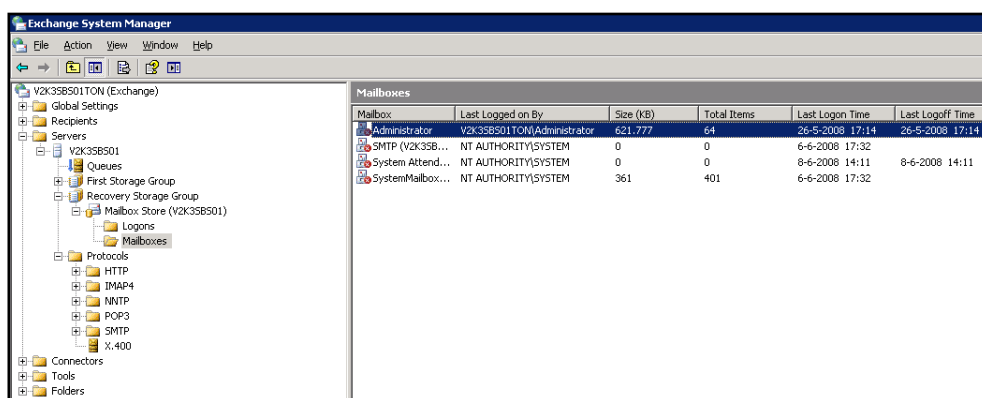 Exchange System Manager
File Action View Window Help
V2K3SBS01TON (Exchange)
Global Settings
Recipients
Servers
V2K3SBS01
Queues
First Storage Group
Recovery Storage Group
Mailbox Store (V2K3SBS01)
Logons
Mailboxes
Protocols
HTTP
IMAP4
NNTP
POP3
SMTP
X.400
Connectors
Tools
Folders
Mailboxes
Mailbox Last Logged on By Size (KB) Total Items Last Logon Time Last Logoff Time
Administrator V2K3SBS01TON\Administrator 621.777 64 26-5-2008 17:14 26-5-2008 17:14
SMTP (V2K3SB... NT AUTHORITY\SYSTEM 0 0 6-6-2008 17:32
System Attend... NT AUTHORITY\SYSTEM 0 0 8-6-2008 14:11 8-6-2008 14:11
SystemMailbox... NT AUTHORITY\SYSTEM 361 401 6-6-2008 17:32